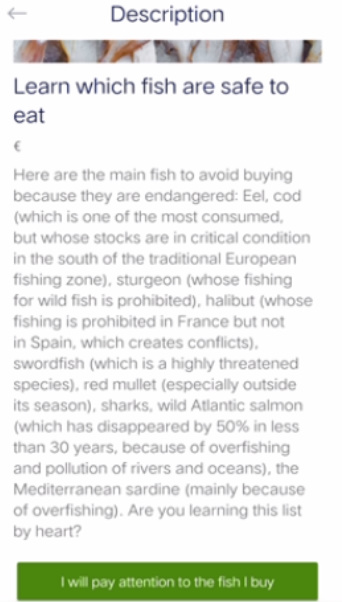 Description
Learn which fish are safe to
eat
€
Here are the main fish to avoid buying
because they are endangered: Eel, cod
(which is one of the most consumed,
but whose stocks are in critical condition
in the south of the traditional European
fishing zone), sturgeon (whose fishing
for wild fish is prohibited), halibut (whose
fishing is prohibited in France but not
in Spain, which creates conflicts),
swordfish (which is a highly threatened
species), red mullet (especially outside
its season), sharks, wild Atlantic salmon
(which has disappeared by 50% in less
than 30 years, because of overfishing
and pollution of rivers and oceans), the
Mediterranean sardine (mainly because
of overfishing). Are you learning this list
by heart?
I will pay attention to the fish I buy